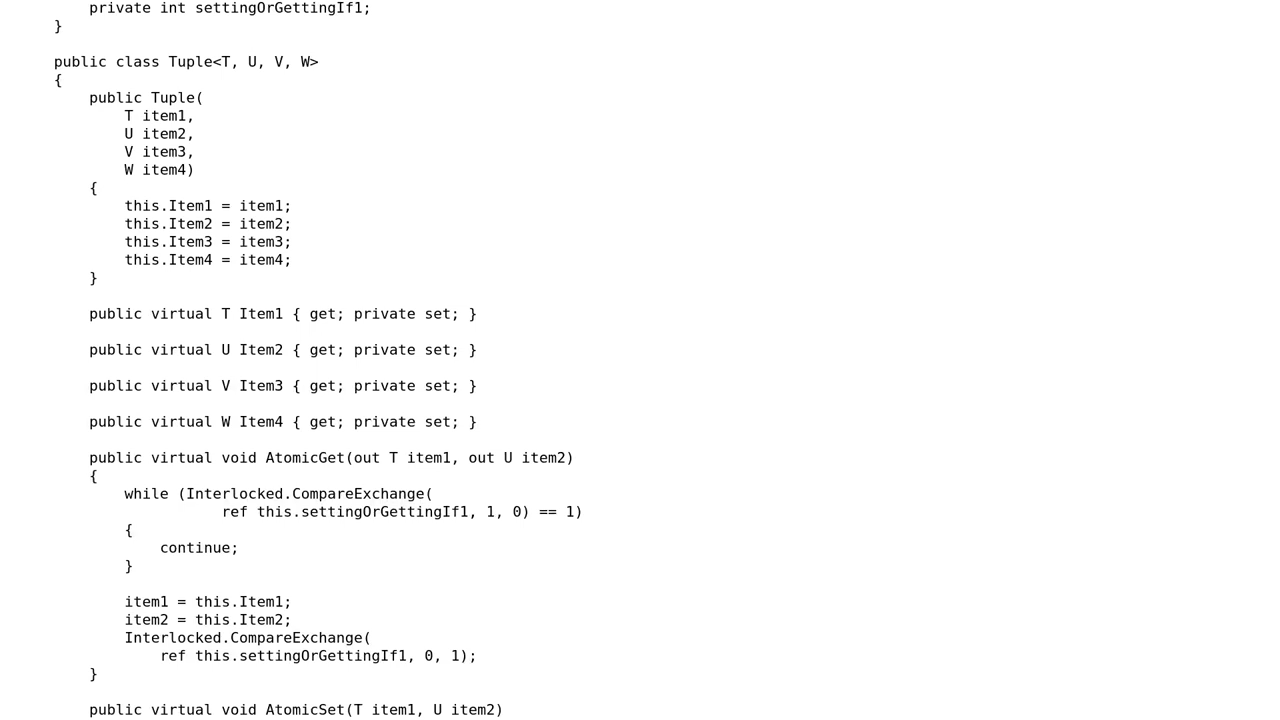 private int settingOrGettingIf1;
}
public class Tuple<T, U, V, W>
{
public Tuple(
T item1,
U item2,
V item3,
W item4)
{
this.Item1 = item1;
this.Item2 = item2;
this.Item3 = item3;
this.Item4 = item4;
}
public virtual T Item1 { get; private set; }
public virtual U Item2 { get; private set; }
public virtual V Item3 { get; private set; }
public virtual W Item4 { get; private set; }
public virtual void AtomicGet(out T item1, out U item2)
{
while (Interlocked.CompareExchange(
ref this.settingOrGettingIf1, 1, 0) == 1)
{
continue;
}
item1 = this.Item1;
item2 = this.Item2;
Interlocked.CompareExchange(
ref this.settingOrGettingIf1, 0, 1);
}
public virtual void AtomicSet(T item1, U item2)